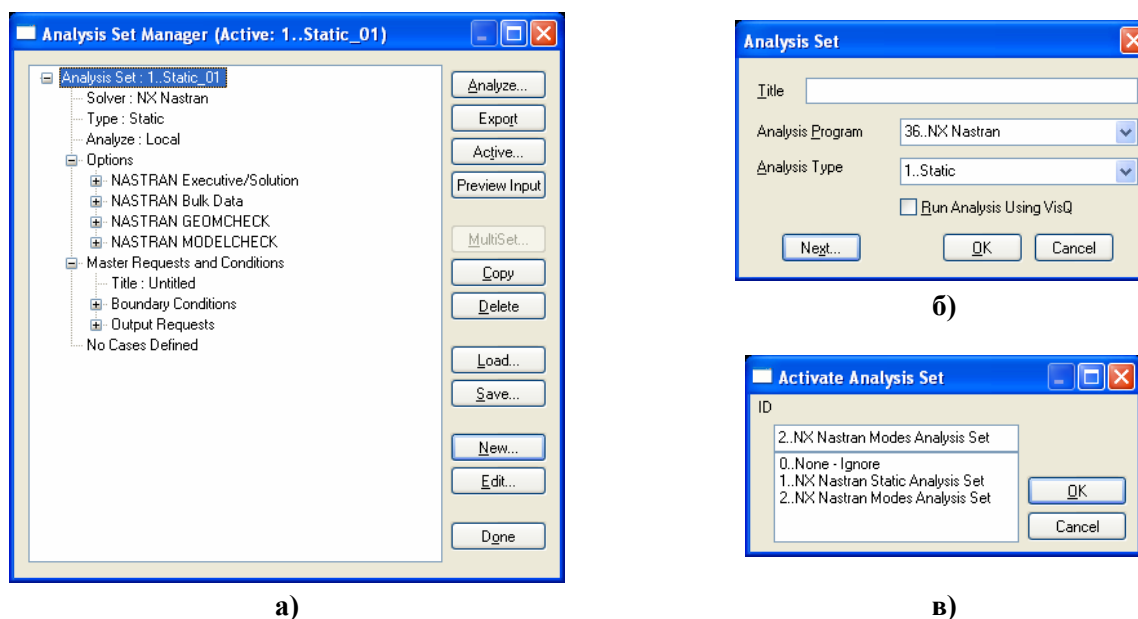 Analysis Set Manager (Active: 1..Static_01)
Analysis Set : 1..Static_01
Solver : NX Nastran
Type : Static
Analyze : Local
Options
NASTRAN Executive/Solution
NASTRAN Bulk Data
NASTRAN GEOMCHECK
NASTRAN MODELCHECK
Master Requests and Conditions
Title : Untitled
Boundary Conditions
Output Requests
No Cases Defined
Analyze...
Export
Active...
Preview Input
MultiSet...
Copy
Delete
Load...
Save...
New...
Edit...
Done
а)
Analysis Set
Title
Analysis Program 36..NX Nastran
Analysis Type 1..Static
Run Analysis Using VisQ
Next... OK Cancel
б)
Activate Analysis Set
ID
2..NX Nastran Modes Analysis Set
0..None - Ignore
1..NX Nastran Static Analysis Set
2..NX Nastran Modes Analysis Set
OK
Cancel
в)